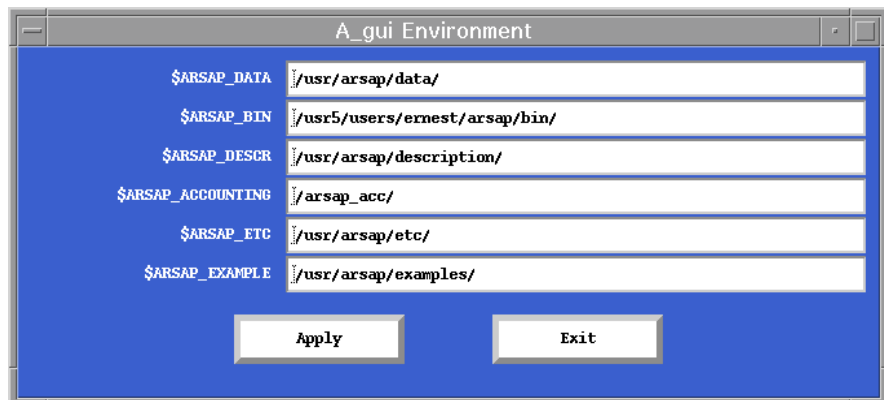 A_gui Environment
$ARSAP_DATA /usr/arsap/data/
$ARSAP_BIN /usr5/users/ernest/arsap/bin/
$ARSAP_DESCR /usr/arsap/description/
$ARSAP_ACCOUNTING /arsap_acc/
$ARSAP_ETC /usr/arsap/etc/
$ARSAP_EXAMPLE /usr/arsap/examples/
Apply Exit